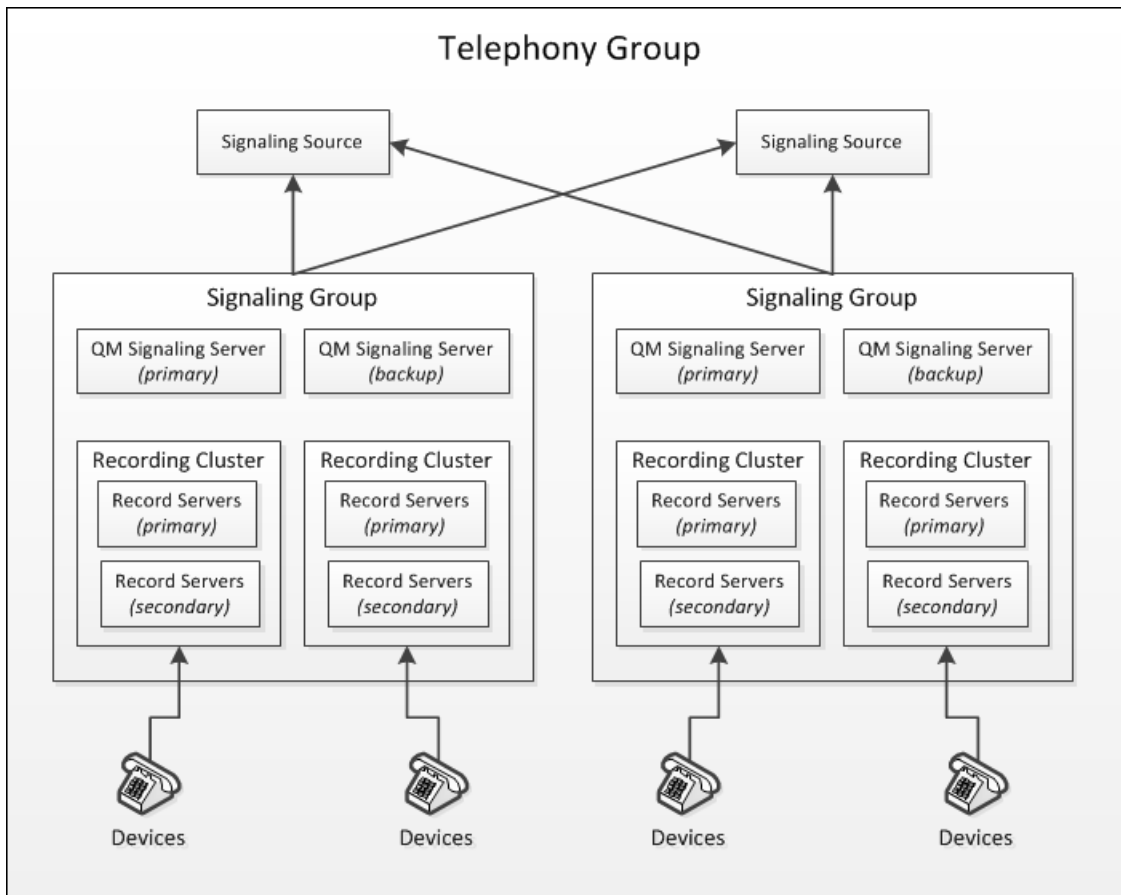 Telephony Group
Signaling Source
Signaling Source
Signaling Group
QM Signaling Server
(primary)
QM Signaling Server
(backup)
Recording Cluster
Record Servers
(primary)
Record Servers
(secondary)
Recording Cluster
Record Servers
(primary)
Record Servers
(secondary)
Signaling Group
QM Signaling Server
(primary)
QM Signaling Server
(backup)
Recording Cluster
Record Servers
(primary)
Record Servers
(secondary)
Recording Cluster
Record Servers
(primary)
Record Servers
(secondary)
Devices
Devices
Devices
Devices